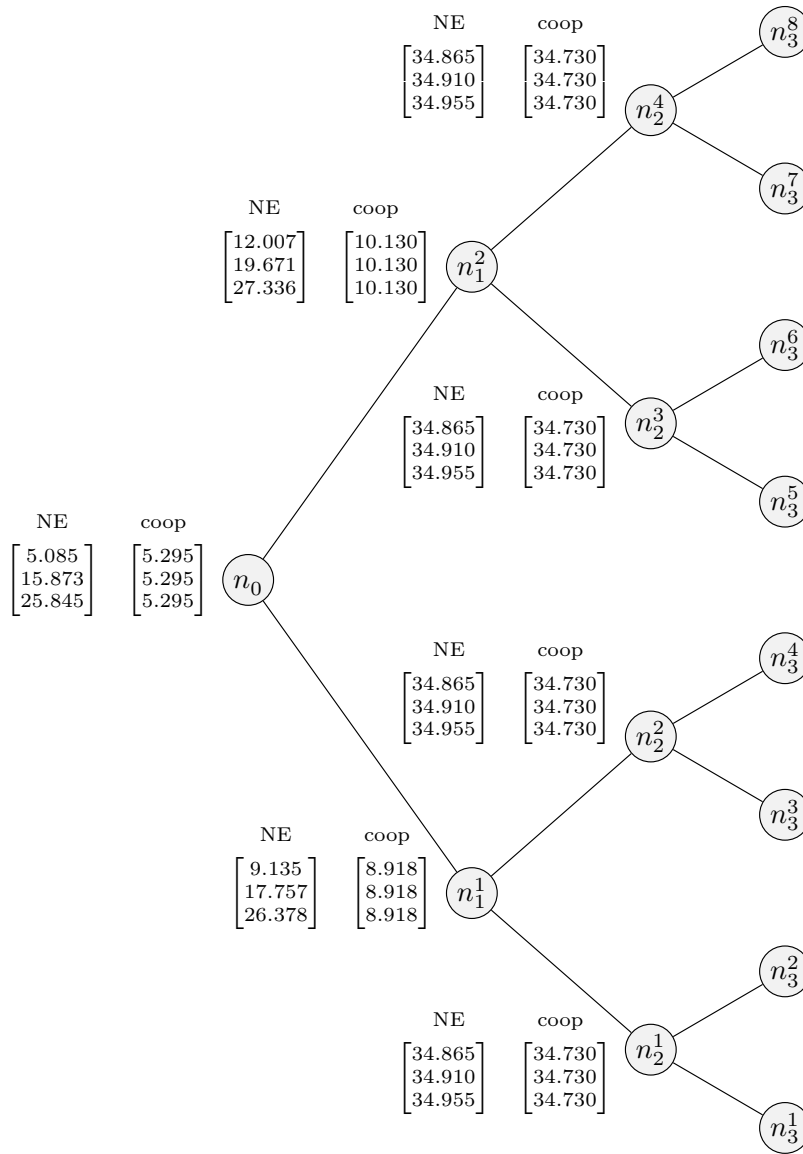 NE coop
[34.865 34.910 34.955] [34.730 34.730 34.730]
n_3^8
n_2^4
n_3^7
NE coop
[12.007 19.671 27.336] [10.130 10.130 10.130]
n_1^2
n_3^6
NE coop
[34.865 34.910 34.955] [34.730 34.730 34.730]
n_2^3
n_3^5
NE coop
[5.085 15.873 25.845] [5.295 5.295 5.295]
n_0
NE coop
[34.865 34.910 34.955] [34.730 34.730 34.730]
n_3^4
n_2^2
n_3^3
NE coop
[9.135 17.757 26.378] [8.918 8.918 8.918]
n_1^1
n_3^2
NE coop
[34.865 34.910 34.955] [34.730 34.730 34.730]
n_2^1
n_3^1